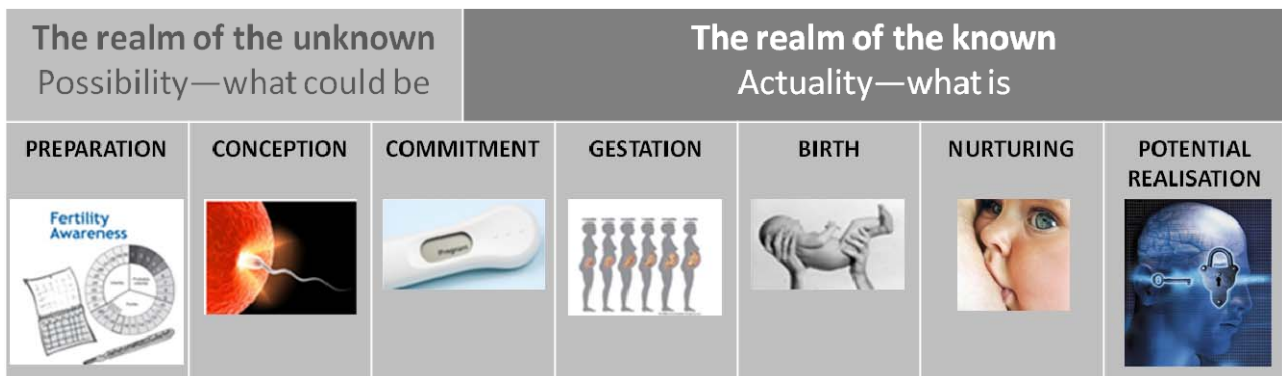 The realm of the unknown
Possibility—what could be
The realm of the known
Actuality—what is
PREPARATION
CONCEPTION
COMMITMENT
GESTATION
BIRTH
NURTURING
POTENTIAL
REALISATION
Fertility
Awareness
Pregnant